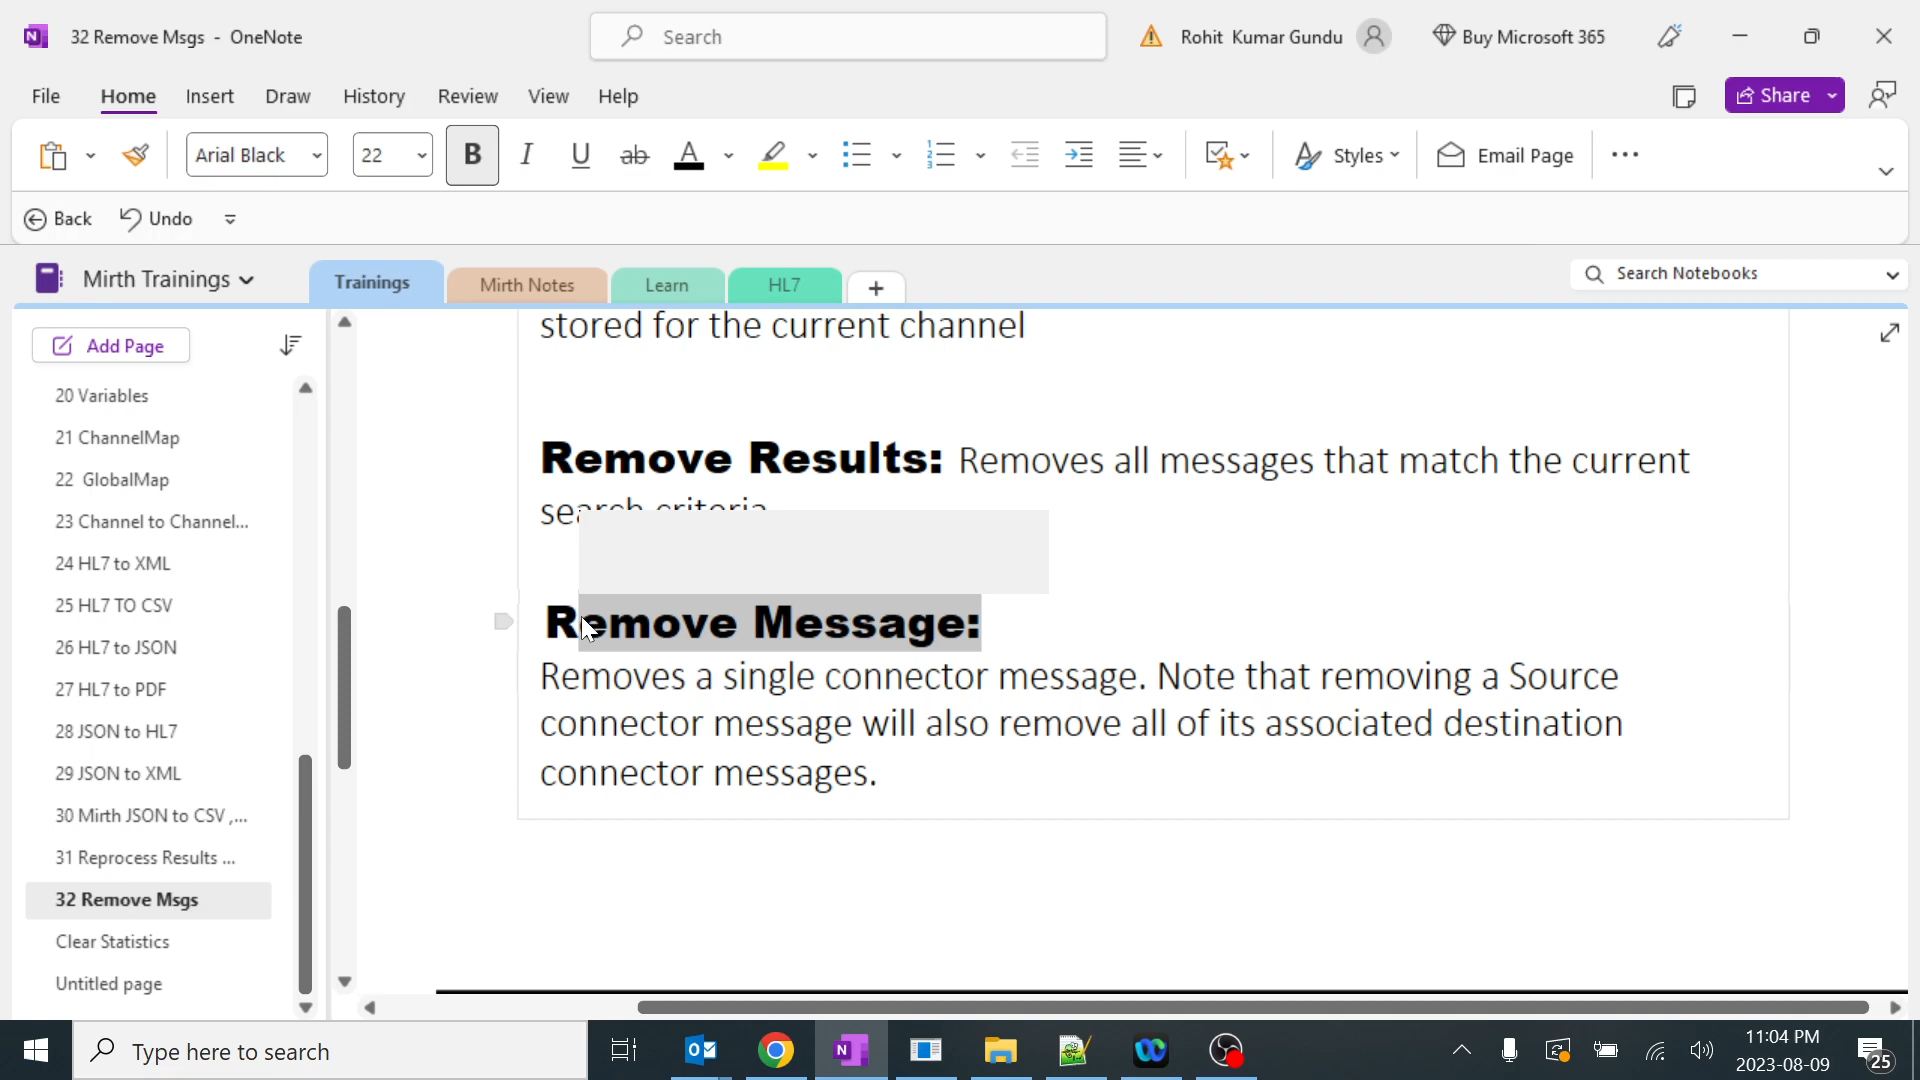 32 Remove Msgs - OneNote
Search
Rohit Kumar Gundu
Buy Microsoft 365
File Home Insert Draw History Review View Help
Share
Arial Black 22 B I U ab A Styles Email Page
Back Undo
Mirth Trainings
Trainings Mirth Notes Learn HL7 +
Search Notebooks
Add Page
20 Variables
21 ChannelMap
22 GlobalMap
23 Channel to Channel...
24 HL7 to XML
25 HL7 TO CSV
26 HL7 to JSON
27 HL7 to PDF
28 JSON to HL7
29 JSON to XML
30 Mirth JSON to CSV ,...
31 Reprocess Results ...
32 Remove Msgs
Clear Statistics
Untitled page
stored for the current channel
Remove Results: Removes all messages that match the current
search criteria
Remove Message:
Removes a single connector message. Note that removing a Source
connector message will also remove all of its associated destination
connector messages.
Type here to search
11:04 PM
2023-08-09
25